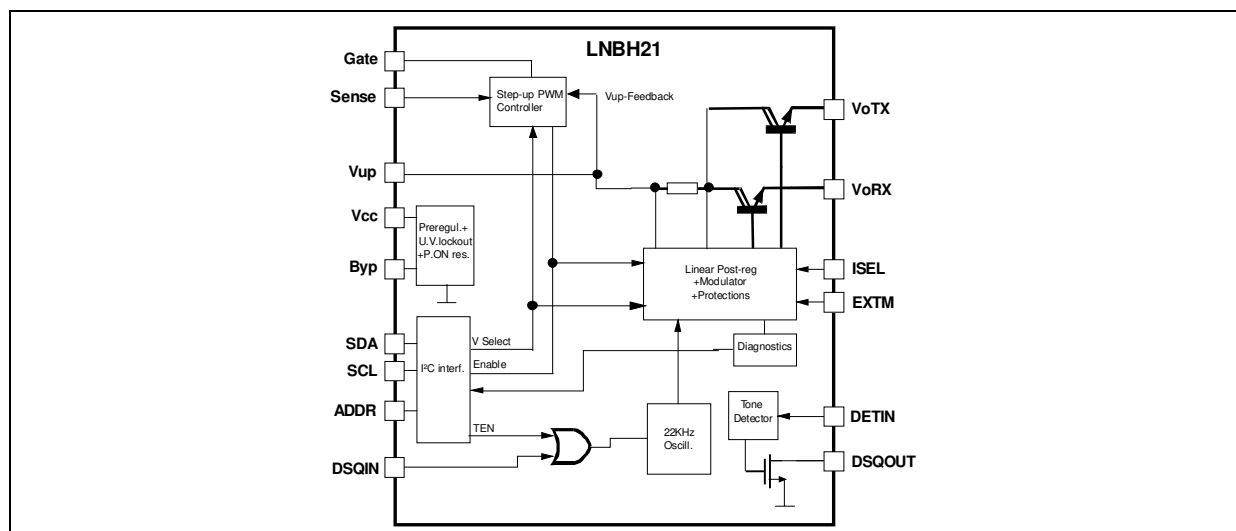 LNBH21
Gate
Sense
Step-up PWM
Controller
Vup-Feedback
VoTX
Vup
VoRX
Vcc
Byp
Preregul.+
U.V.lockout
+P.ON res.
Linear Post-reg
+Modulator
+Protections
ISEL
EXTM
SDA
SCL
ADDR
I²C interf.
V Select
Enable
Diagnostics
TEN
DSQIN
22KHz
Oscill.
Tone
Detector
DETIN
DSQOUT